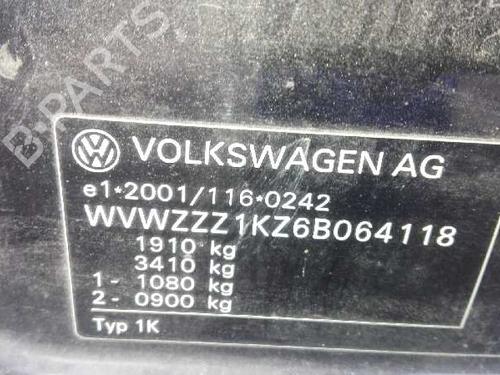 VOLKSWAGEN AG
e1*2001/116*0242
WVWZZZ1KZ6B064118
1910 kg
3410 kg
1- 1080 kg
2- 0900 kg
Typ 1K
B-PARTS